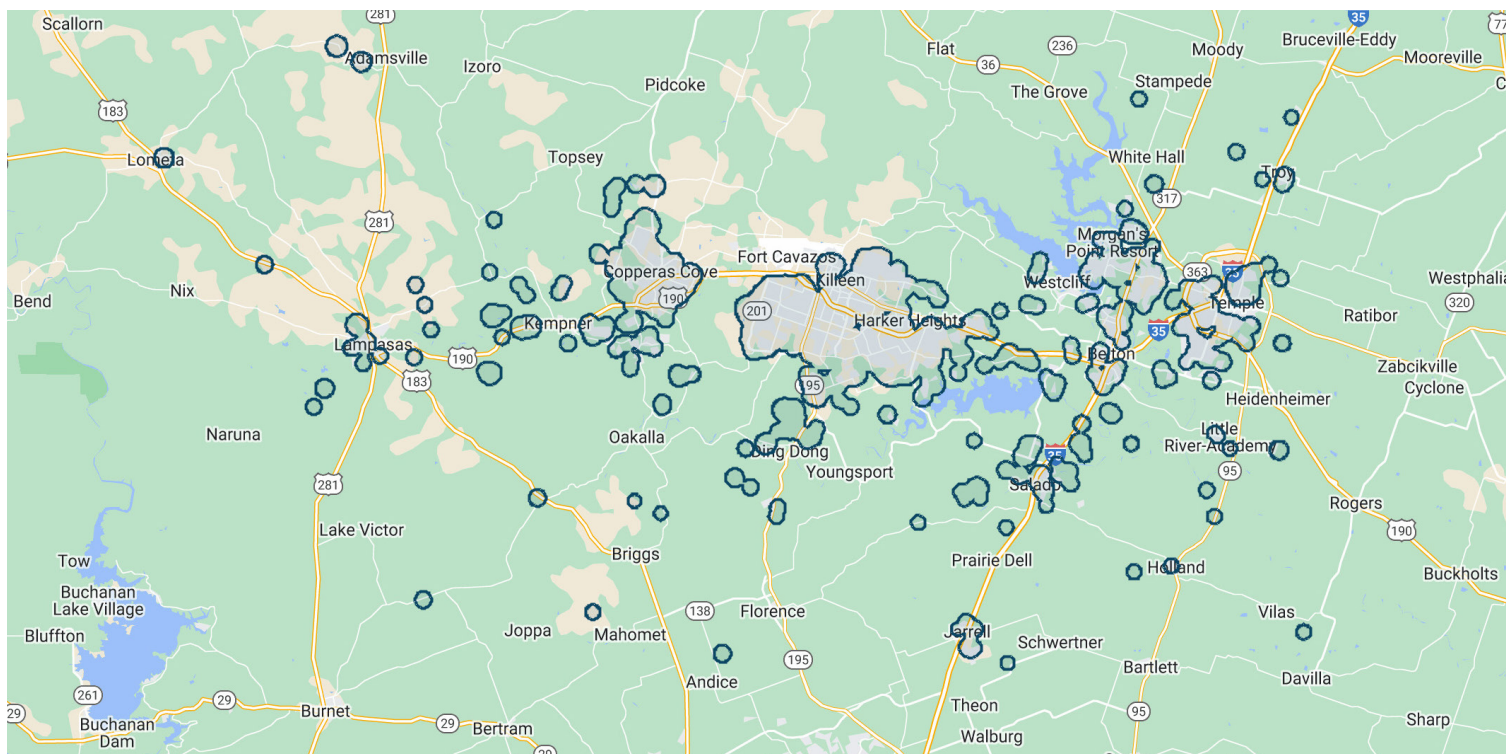 281
35
Scallorn
Bruceville-Eddy
77
Flat
236
Moody
Adamsville
Mooreville
Izoro
36
Pidcoke
Stampede
C
The Grove
183
Lometa
Topsey
White Hall
Troy
317
281
Morgan's
Point Resort
Fort Cavazos
Copperas Cove
363
35
Killeen
Westcliff
Westphalia
Nix
Bend
190
Temple
320
201
Harker Heights
Ratibor
Kempner
35
Lampasas
190
Belton
Zabcikville
183
195
Cyclone
Heidenheimer
Naruna
Oakalla
Little
River-Academy
Ding Dong
35
Youngsport
95
281
Salado
Rogers
Lake Victor
190
Briggs
Prairie Dell
Tow
Holland
Buckholts
Buchanan
Lake Village
138
Florence
Vilas
Bluffton
Joppa
Mahomet
Jarrell
Schwertner
195
Bartlett
Andice
Davilla
261
29
Theon
29
Burnet
95
29
Sharp
Buchanan
Dam
Bertram
Walburg
29